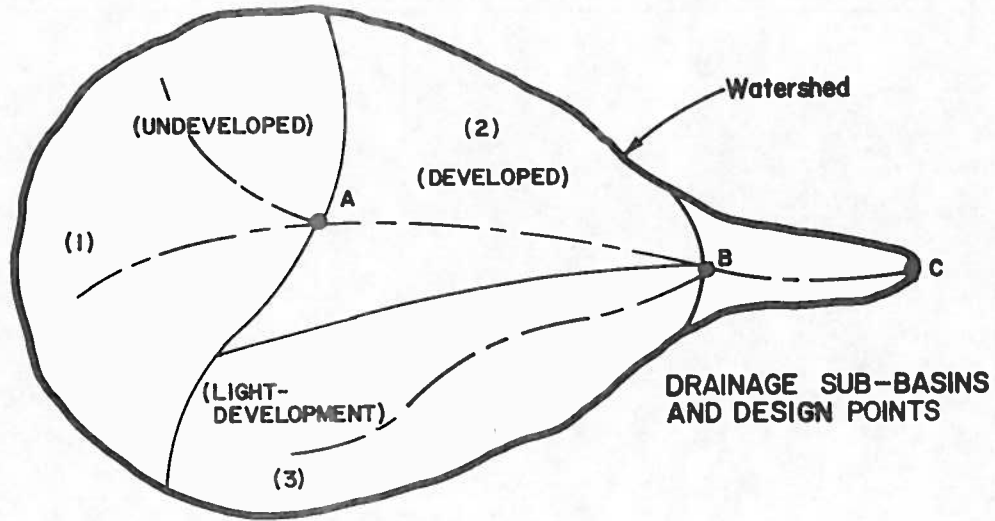 Watershed
(UNDEVELOPED)
(2)
(DEVELOPED)
A
(1)
B
C
(LIGHT-
DEVELOPMENT)
DRAINAGE SUB-BASINS
AND DESIGN POINTS
(3)